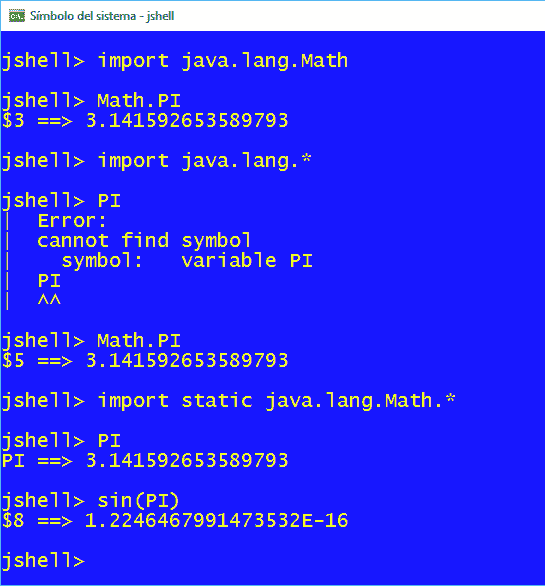 Símbolo del sistema - jshell
jshell> import java.lang.Math
jshell> Math.PI
$3 ==> 3.141592653589793
jshell> import java.lang.*
jshell> PI
|  Error:
|  cannot find symbol
|    symbol:   variable PI
|  PI
|  ^^
jshell> Math.PI
$5 ==> 3.141592653589793
jshell> import static java.lang.Math.*
jshell> PI
PI ==> 3.141592653589793
jshell> sin(PI)
$8 ==> 1.2246467991473532E-16
jshell>